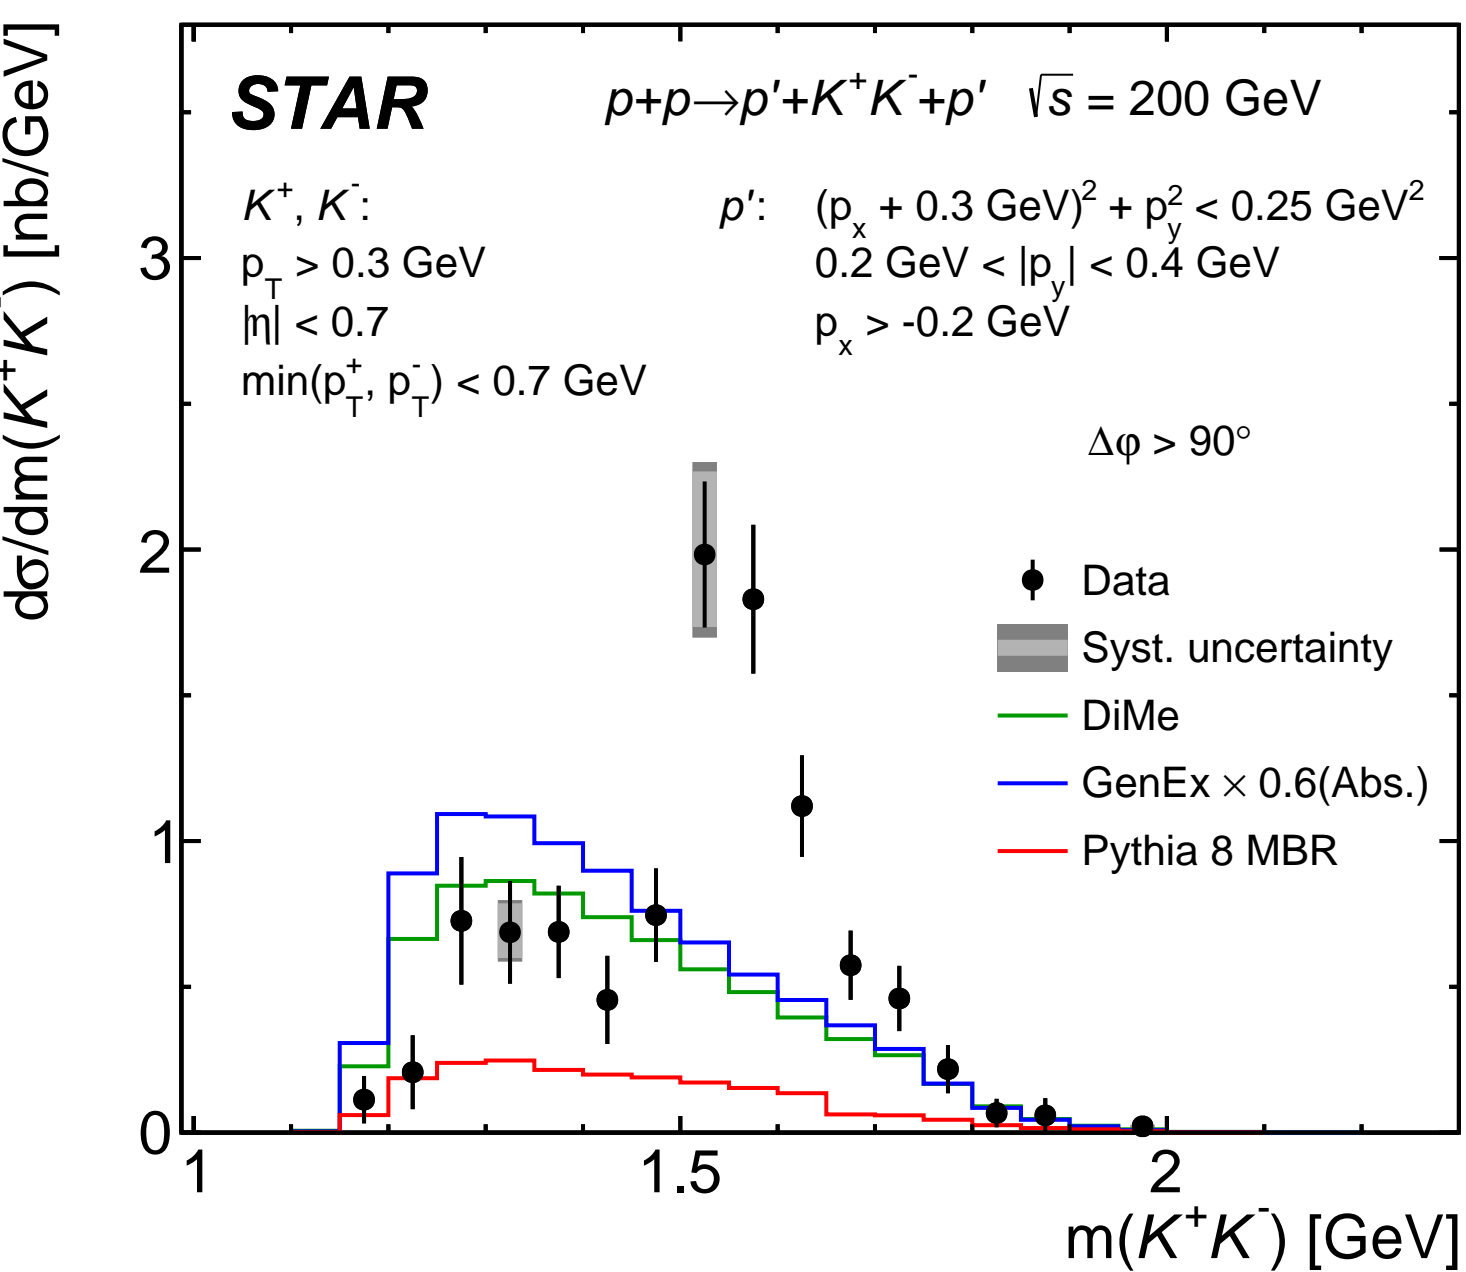 STAR
p+p→p′+K⁺K⁻+p′ √s = 200 GeV
K⁺, K⁻:
p_T > 0.3 GeV
|η| < 0.7
min(p_T⁺, p_T⁻) < 0.7 GeV
p′: (p_x + 0.3 GeV)² + p_y² < 0.25 GeV²
0.2 GeV < |p_y| < 0.4 GeV
p_x > -0.2 GeV
Δφ > 90°
Data
Syst. uncertainty
DiMe
GenEx × 0.6(Abs.)
Pythia 8 MBR
dσ/dm(K⁺K⁻) [nb/GeV]
3
2
1
0
1 1.5 2
m(K⁺K⁻) [GeV]